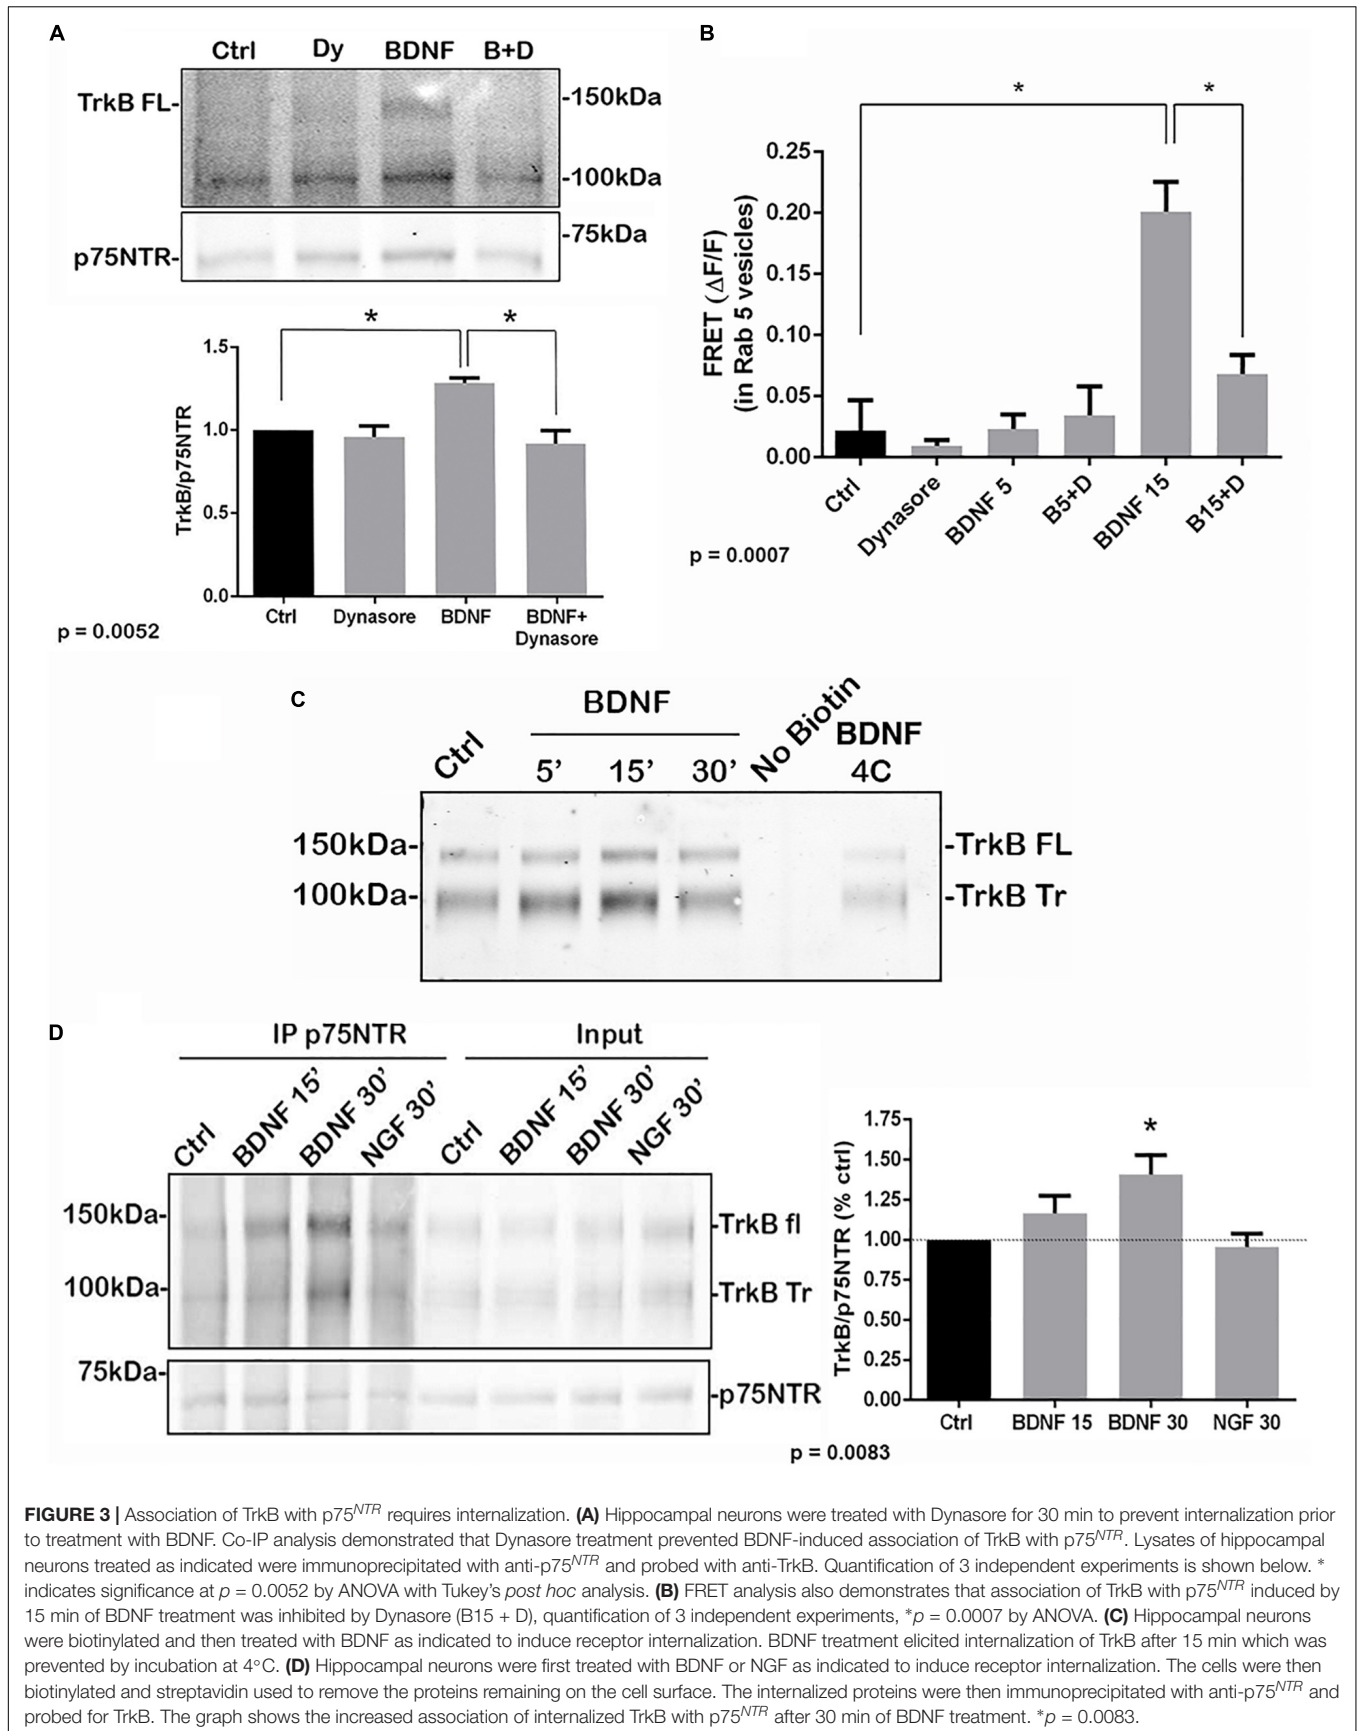 A
Ctrl Dy BDNF B+D
TrkB FL-
-150kDa
-100kDa
-75kDa
p75NTR-
* *
1.5
1.0
0.5
0.0
TrkB/p75NTR
Ctrl Dynasore BDNF BDNF+
Dynasore
p = 0.0052
B
* *
0.25
0.20
0.15
0.10
0.05
0.00
FRET (ΔF/F)
(in Rab 5 vesicles)
Ctrl Dynasore BDNF 5 B5+D BDNF 15 B15+D
p = 0.0007
C
BDNF
Ctrl 5’ 15’ 30’ No Biotin BDNF
4C
150kDa- -TrkB FL
100kDa- -TrkB Tr
D
IP p75NTR Input
Ctrl BDNF 15’ BDNF 30’ NGF 30’ Ctrl BDNF 15’ BDNF 30’ NGF 30’
150kDa- -TrkB fl
100kDa- -TrkB Tr
75kDa-
-p75NTR
*
1.75
1.50
1.25
1.00
0.75
0.50
0.25
0.00
TrkB/p75NTR (% ctrl)
Ctrl BDNF 15 BDNF 30 NGF 30
p = 0.0083
FIGURE 3 | Association of TrkB with p75NTR requires internalization. (A) Hippocampal neurons were treated with Dynasore for 30 min to prevent internalization prior
to treatment with BDNF. Co-IP analysis demonstrated that Dynasore treatment prevented BDNF-induced association of TrkB with p75NTR. Lysates of hippocampal
neurons treated as indicated were immunoprecipitated with anti-p75NTR and probed with anti-TrkB. Quantification of 3 independent experiments is shown below. *
indicates significance at p = 0.0052 by ANOVA with Tukey’s post hoc analysis. (B) FRET analysis also demonstrates that association of TrkB with p75NTR induced by
15 min of BDNF treatment was inhibited by Dynasore (B15 + D), quantification of 3 independent experiments, *p = 0.0007 by ANOVA. (C) Hippocampal neurons
were biotinylated and then treated with BDNF as indicated to induce receptor internalization. BDNF treatment elicited internalization of TrkB after 15 min which was
prevented by incubation at 4°C. (D) Hippocampal neurons were first treated with BDNF or NGF as indicated to induce receptor internalization. The cells were then
biotinylated and streptavidin used to remove the proteins remaining on the cell surface. The internalized proteins were then immunoprecipitated with anti-p75NTR and
probed for TrkB. The graph shows the increased association of internalized TrkB with p75NTR after 30 min of BDNF treatment. *p = 0.0083.